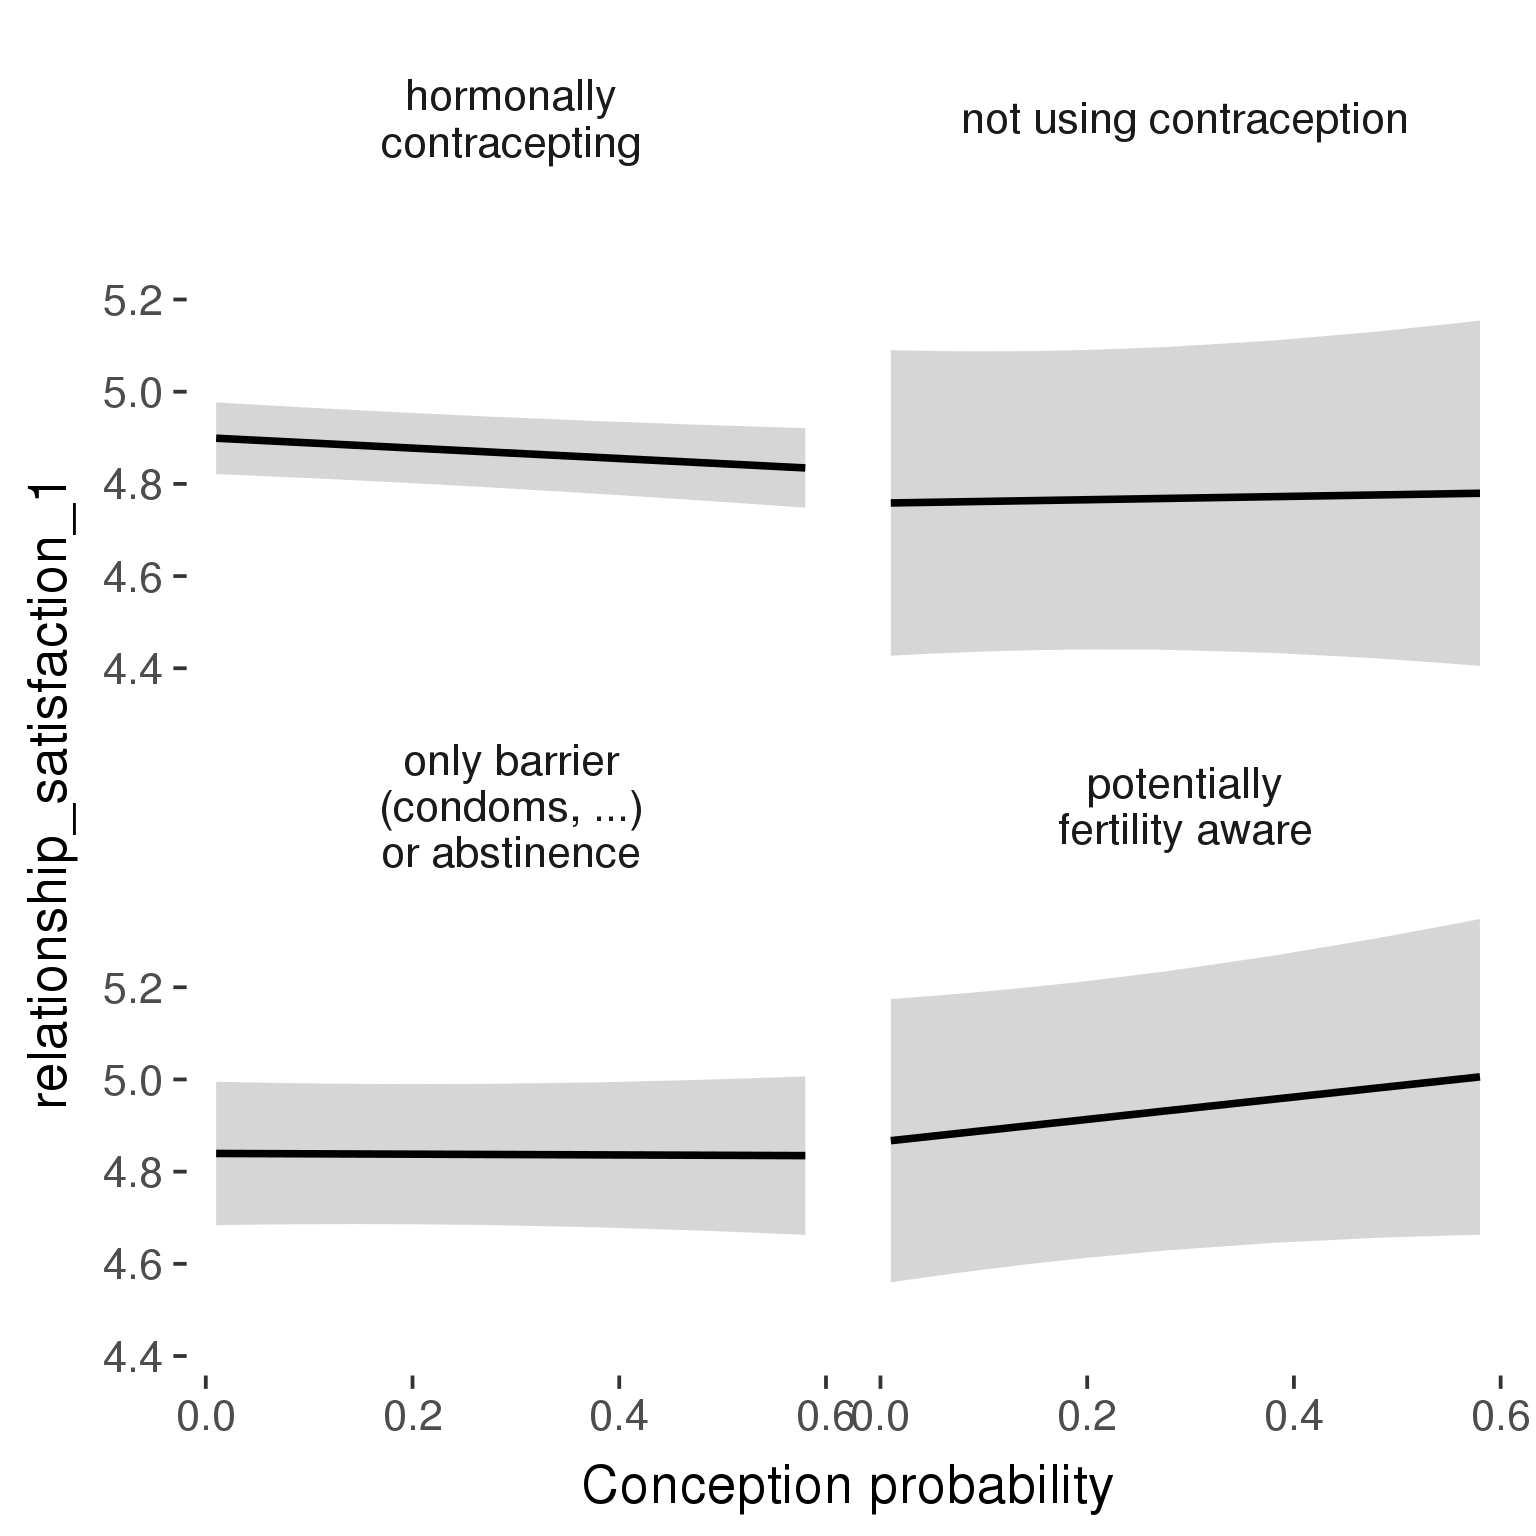 hormonally
contracepting
not using contraception
5.2
5.0
4.8
4.6
4.4
relationship_satisfaction_1
only barrier
(condoms, ...)
or abstinence
potentially
fertility aware
5.2
5.0
4.8
4.6
4.4
0.0 0.2 0.4 0.6 0.0 0.2 0.4 0.6
Conception probability